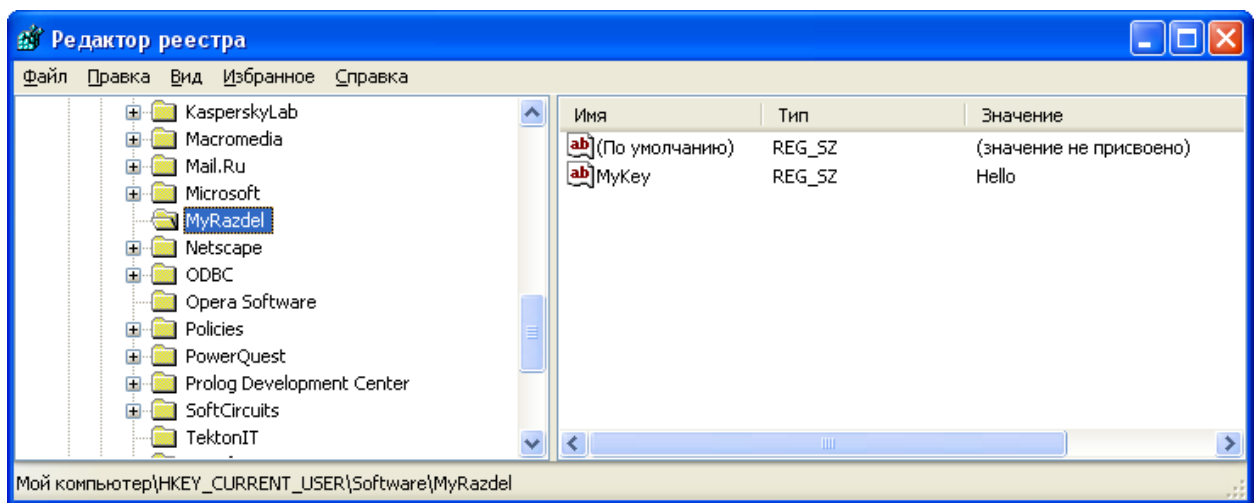 Редактор реестра
Файл Правка Вид Избранное Справка
KasperskyLab
Macromedia
Mail.Ru
Microsoft
MyRazdel
Netscape
ODBC
Opera Software
Policies
PowerQuest
Prolog Development Center
SoftCircuits
TektonIT
Имя Тип Значение
ab (По умолчанию) REG_SZ (значение не присвоено)
ab MyKey REG_SZ Hello
Мой компьютер\HKEY_CURRENT_USER\Software\MyRazdel